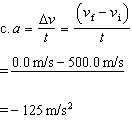 c. a = Δv/t = (v_f − v_i)/t
= 0.0 m/s − 500.0 m/s
= − 125 m/s²